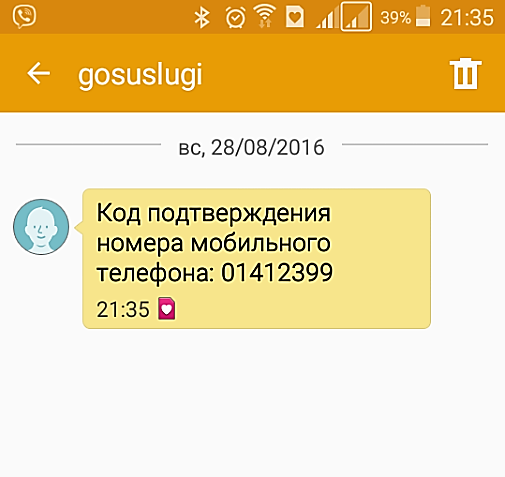 39% 21:35
gosuslugi
вс, 28/08/2016
Код подтверждения
номера мобильного
телефона: 01412399
21:35